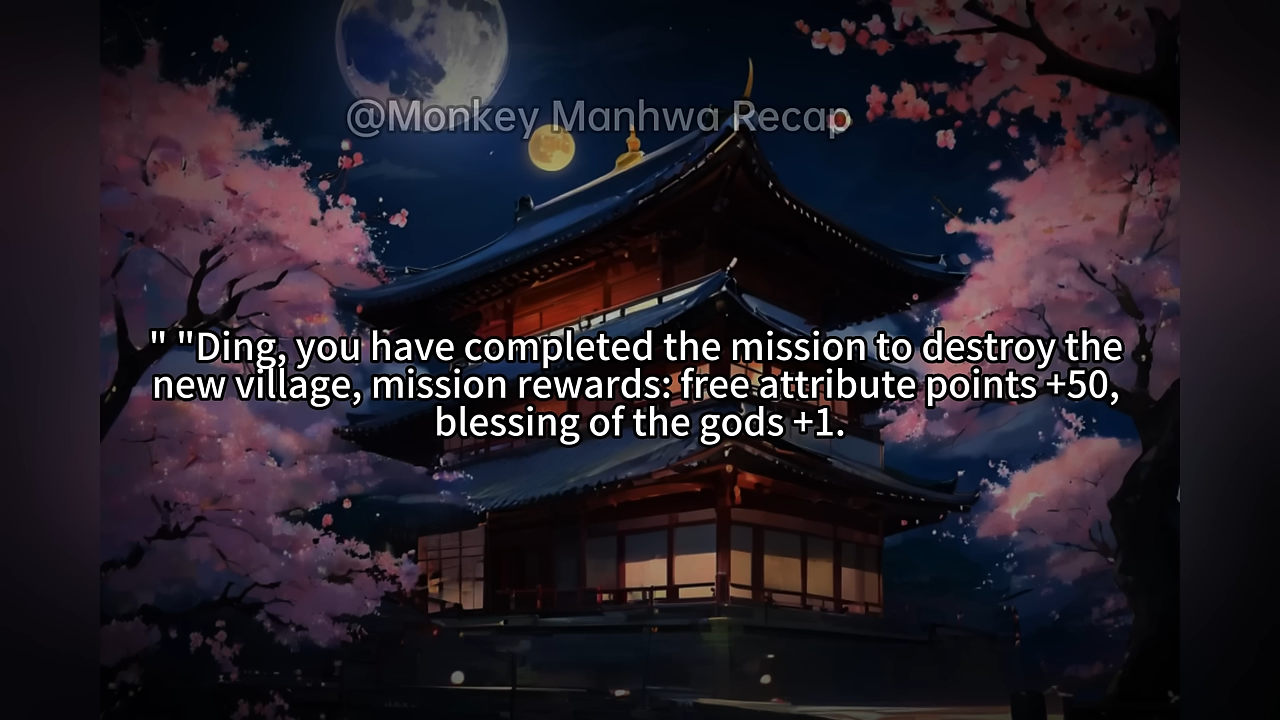 @Monkey Manhwa Recap
" "Ding, you have completed the mission to destroy the
new village, mission rewards: free attribute points +50,
blessing of the gods +1.